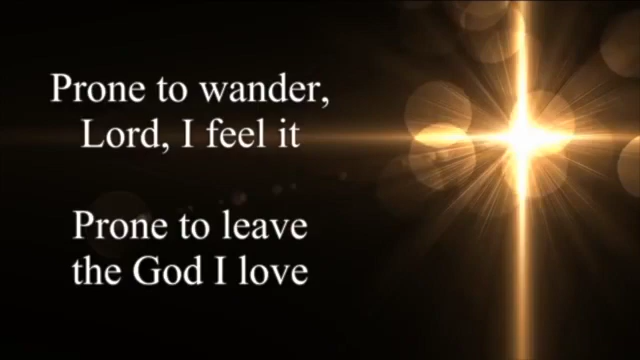 Prone to wander,
Lord, I feel it
Prone to leave
the God I love